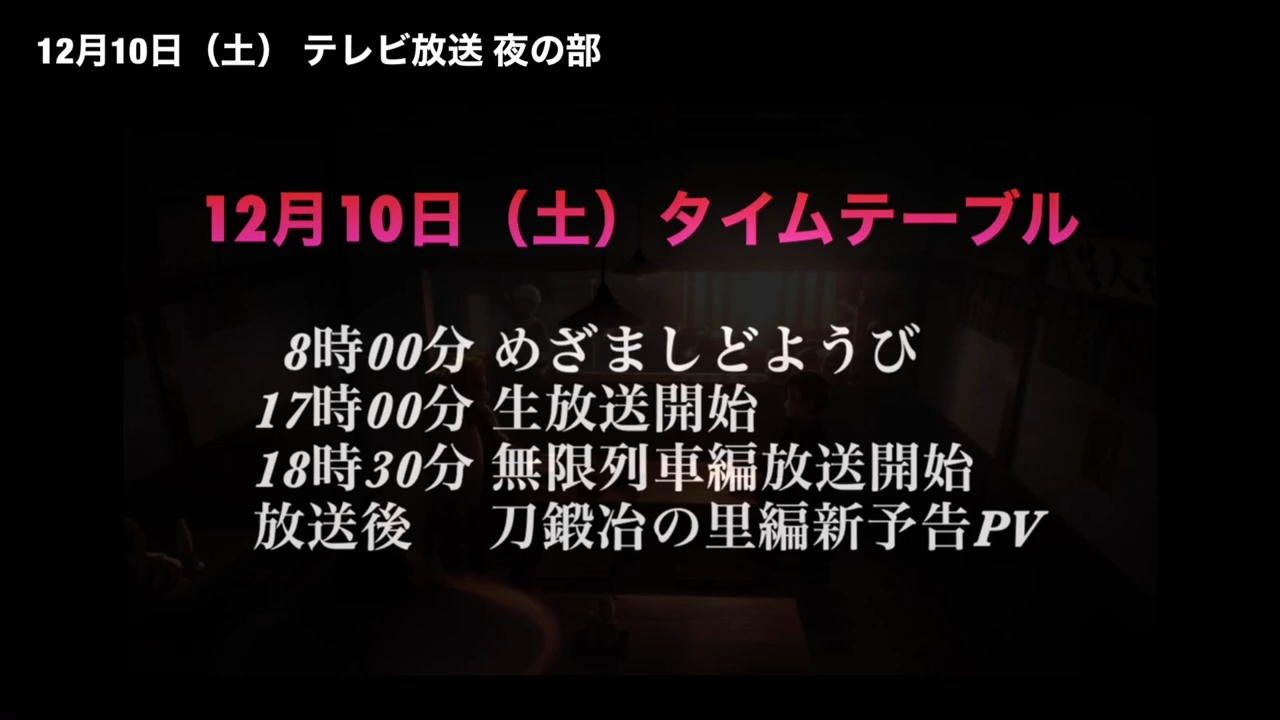 12月10日（土） テレビ放送 夜の部
12月10日（土）タイムテーブル
8時00分 めざましどようび
17時00分 生放送開始
18時30分 無限列車編放送開始
放送後 刀鍛冶の里編新予告PV